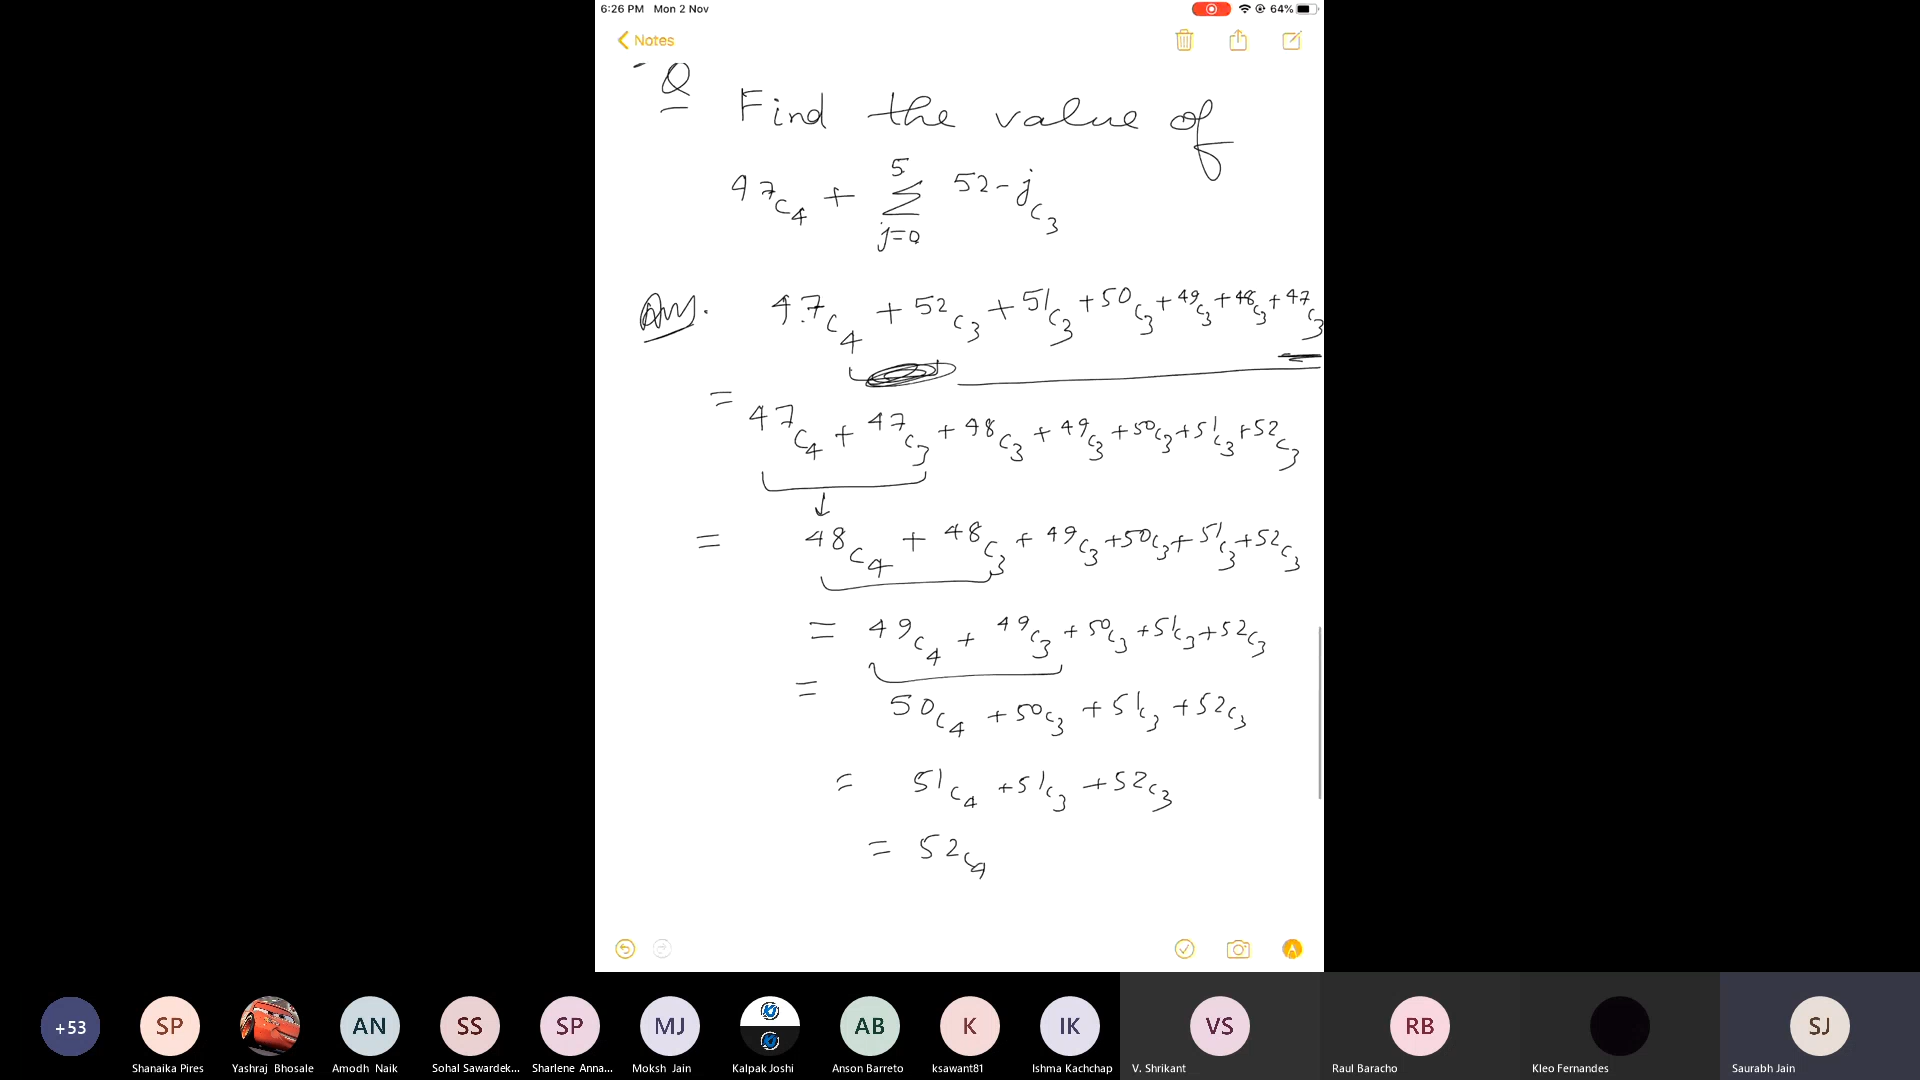 6:26 PM Mon 2 Nov 64%
Notes
Q Find the value of
47C4 + 5Σj=0 52-jC3
Ans. 47C4 + 52C3 + 51C3 + 50C3 + 49C3 + 48C3 + 47C3
= 47C4 + 47C3 + 48C3 + 49C3 + 50C3 + 51C3 + 52C3
= 48C4 + 48C3 + 49C3 + 50C3 + 51C3 + 52C3
= 49C4 + 49C3 + 50C3 + 51C3 + 52C3
= 50C4 + 50C3 + 51C3 + 52C3
= 51C4 + 51C3 + 52C3
= 52C4
+53 SP AN SS SP MJ AB K IK VS RB SJ
Shanaika Pires Yashraj Bhosale Amodh Naik Sohal Sawardek... Sharlene Anna... Moksh Jain Kalpak Joshi Anson Barreto ksawant81 Ishma Kachchap V. Shrikant Raul Baracho Kleo Fernandes Saurabh Jain